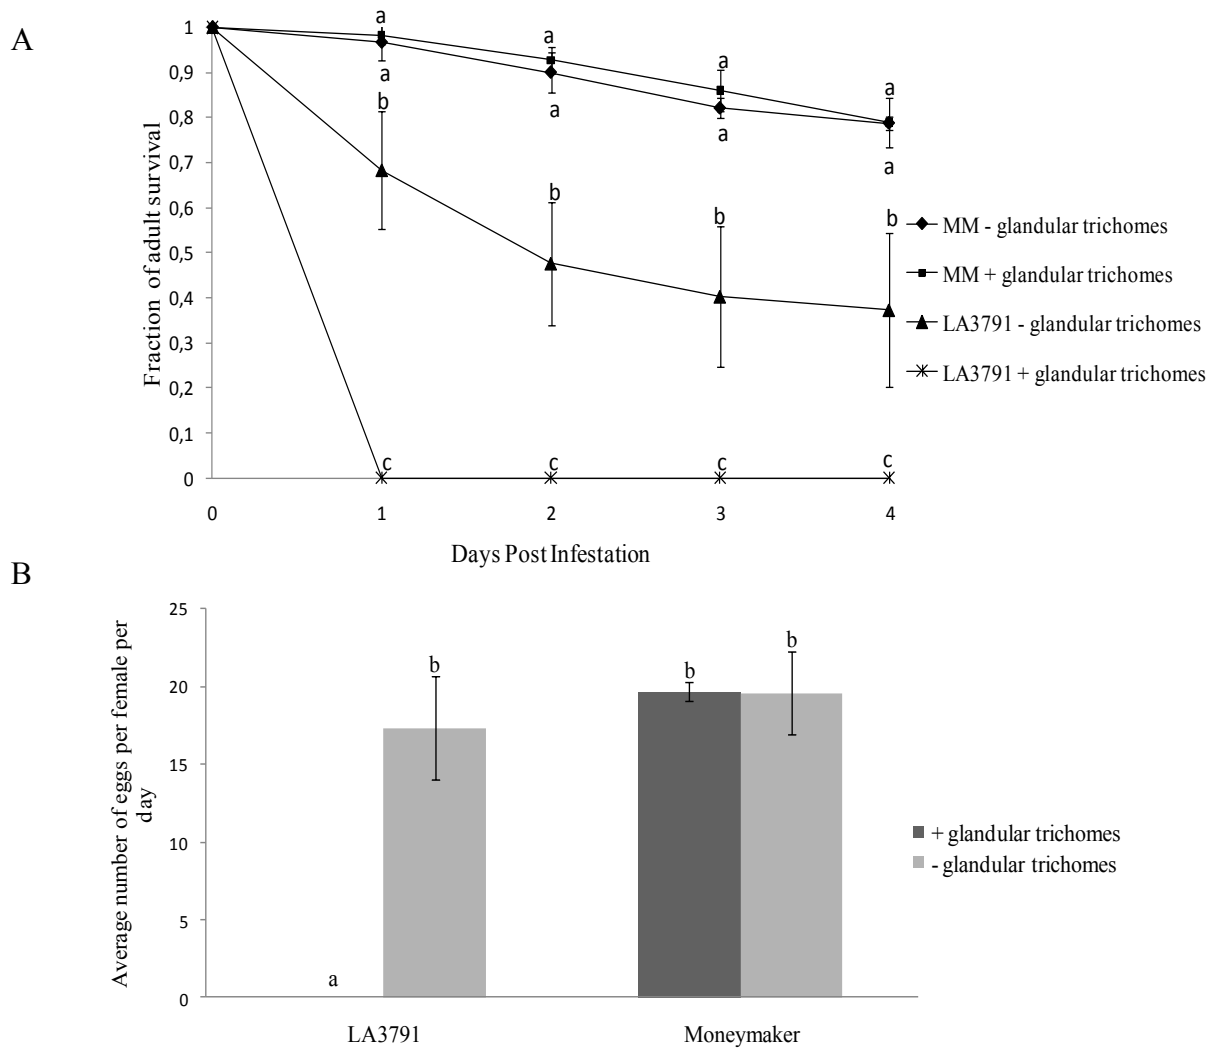 A
Fraction of adult survival
1
0,9
0,8
0,7
0,6
0,5
0,4
0,3
0,2
0,1
0
a
a
a
a
a
a
a
a
b
b
b
b
c
c
c
c
0
1
2
3
4
Days Post Infestation
MM - glandular trichomes
MM + glandular trichomes
LA3791 - glandular trichomes
LA3791 + glandular trichomes
B
Average number of eggs per female per
day
25
20
15
10
5
0
a
b
b
b
LA3791
Moneymaker
+ glandular trichomes
- glandular trichomes